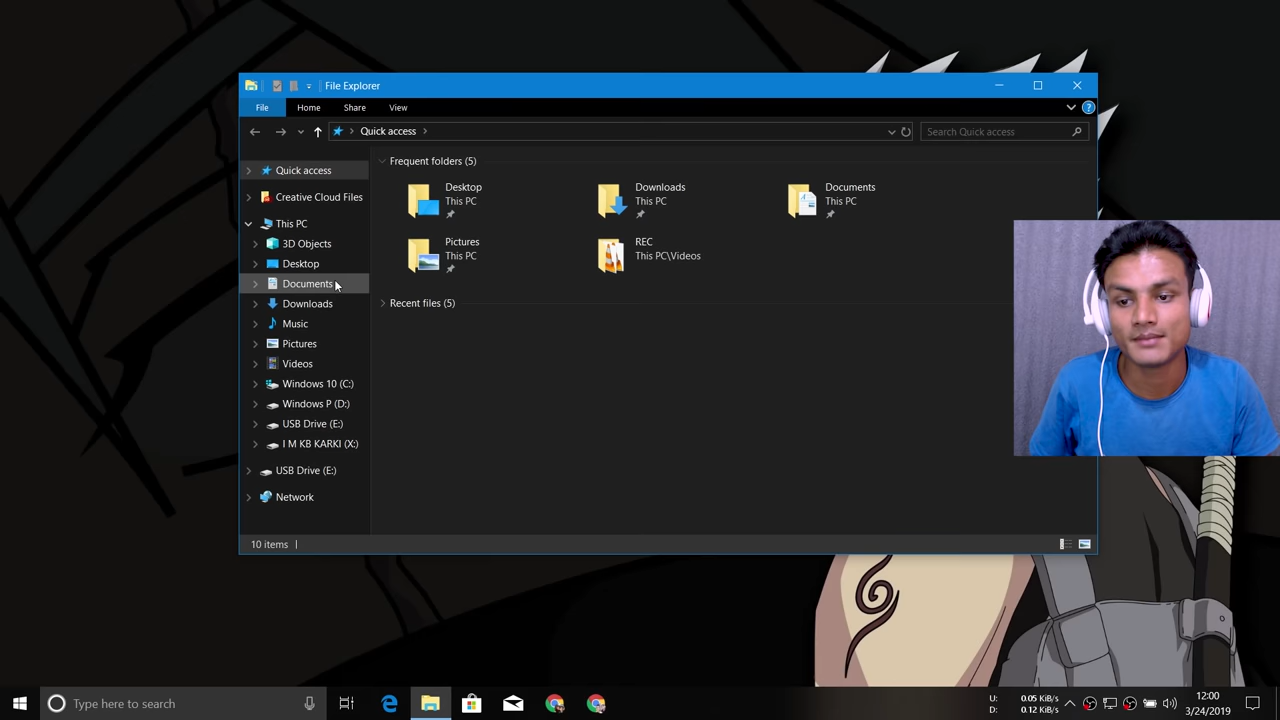 File Explorer
File Home Share View
Quick access
Search Quick access
Quick access
Creative Cloud Files
This PC
3D Objects
Desktop
Documents
Downloads
Music
Pictures
Videos
Windows 10 (C:)
Windows P (D:)
USB Drive (E:)
I M KB KARKI (X:)
USB Drive (E:)
Network
Frequent folders (5)
Desktop
This PC
Downloads
This PC
Documents
This PC
Pictures
This PC
REC
This PC\Videos
Recent files (5)
10 items
Type here to search
U: 0.05 KiB/s
D: 0.12 KiB/s
12:00
3/24/2019